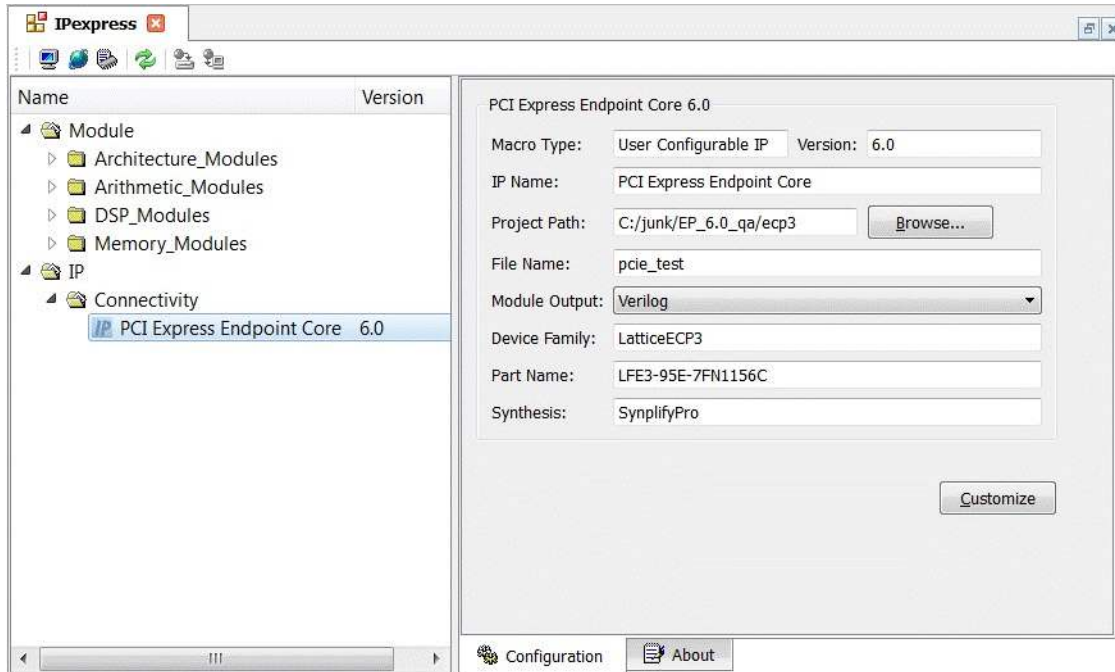 IPexpress
Name Version
Module
Architecture_Modules
Arithmetic_Modules
DSP_Modules
Memory_Modules
IP
Connectivity
IP PCI Express Endpoint Core 6.0
PCI Express Endpoint Core 6.0
Macro Type: User Configurable IP Version: 6.0
IP Name: PCI Express Endpoint Core
Project Path: C:/junk/EP_6.0_qa/ecp3 Browse...
File Name: pcie_test
Module Output: Verilog
Device Family: LatticeECP3
Part Name: LFE3-95E-7FN1156C
Synthesis: SynplifyPro
Customize
Configuration About